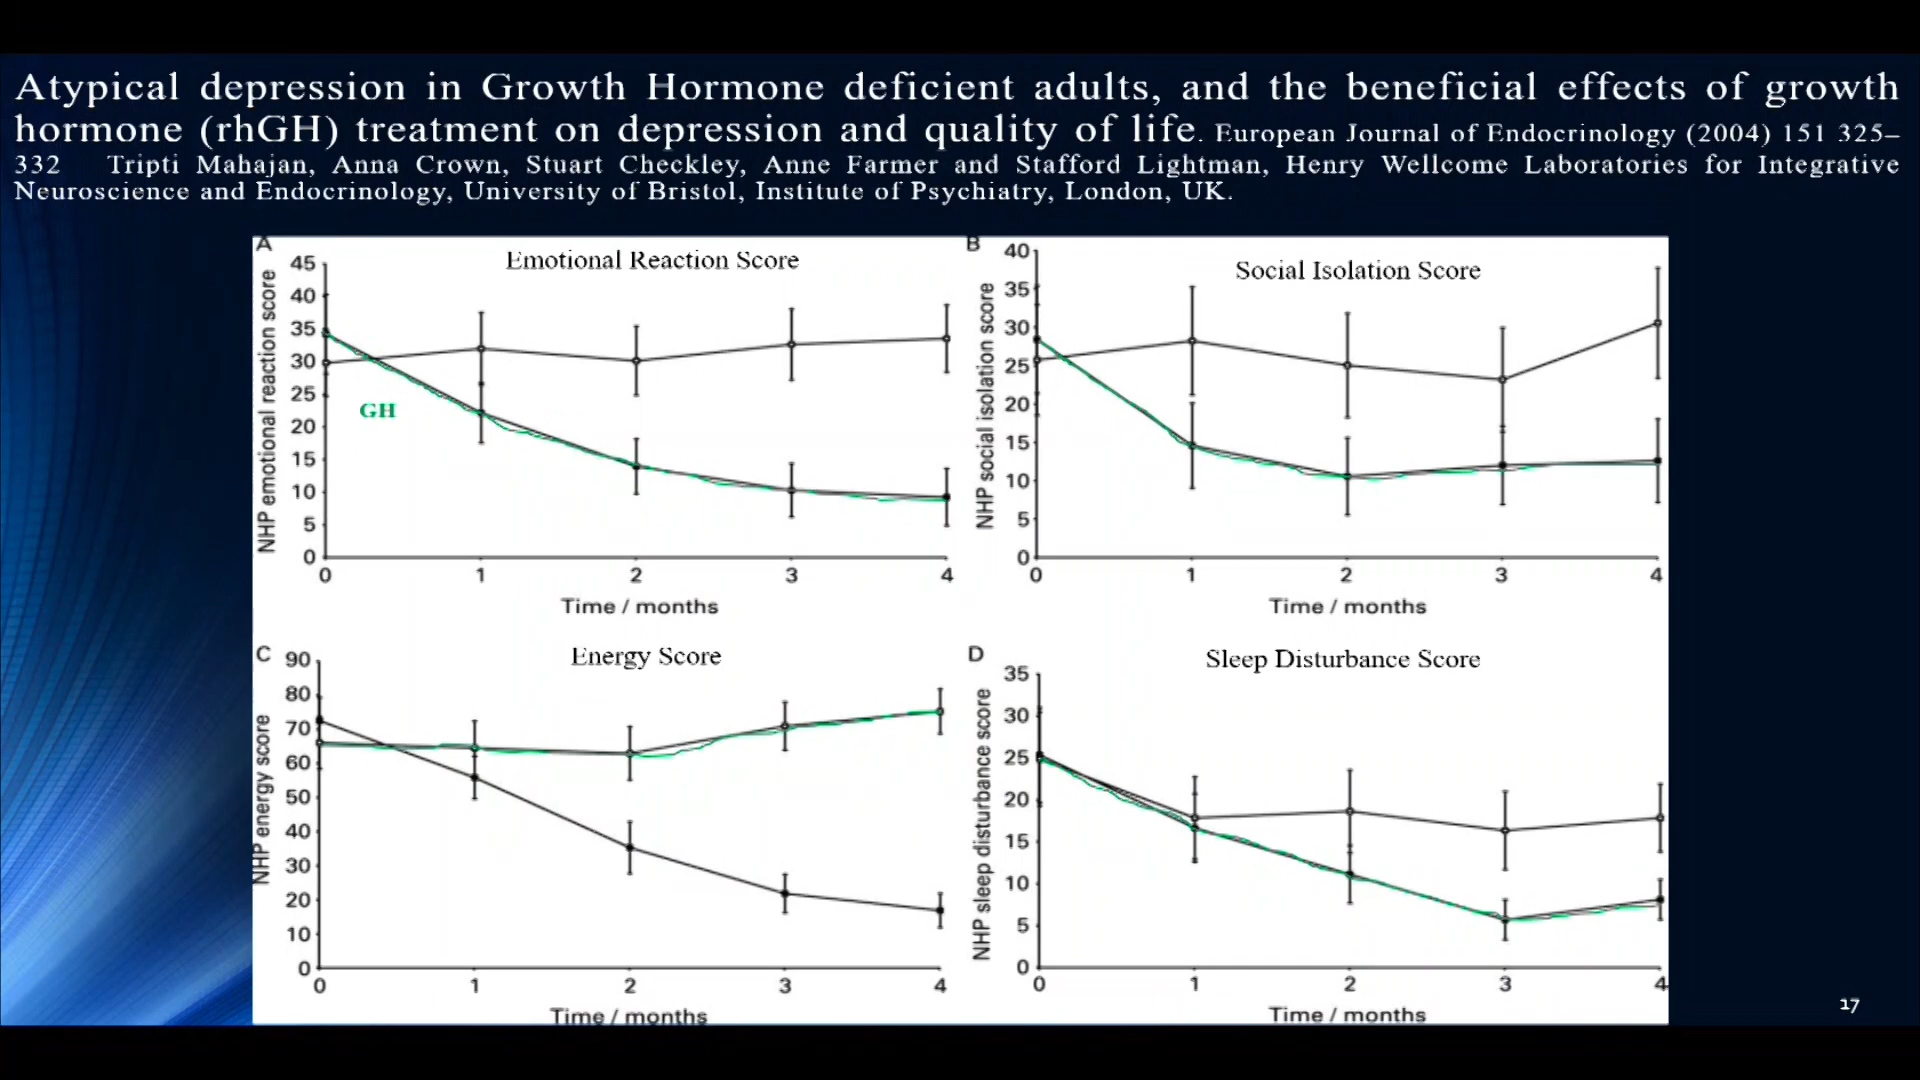 Atypical depression in Growth Hormone deficient adults, and the beneficial effects of growth
hormone (rhGH) treatment on depression and quality of life. European Journal of Endocrinology (2004) 151 325–
332 Tripti Mahajan, Anna Crown, Stuart Checkley, Anne Farmer and Stafford Lightman, Henry Wellcome Laboratories for Integrative
Neuroscience and Endocrinology, University of Bristol, Institute of Psychiatry, London, UK.
A
Emotional Reaction Score
NHP emotional reaction score
45
40
35
30
25
20
15
10
5
0
GH
0 1 2 3 4
Time / months
B
Social Isolation Score
NHP social isolation score
40
35
30
25
20
15
10
5
0
0 1 2 3 4
Time / months
C
Energy Score
NHP energy score
90
80
70
60
50
40
30
20
10
0
0 1 2 3 4
Time / months
D
Sleep Disturbance Score
NHP sleep disturbance score
35
30
25
20
15
10
5
0
0 1 2 3 4
Time / months
17